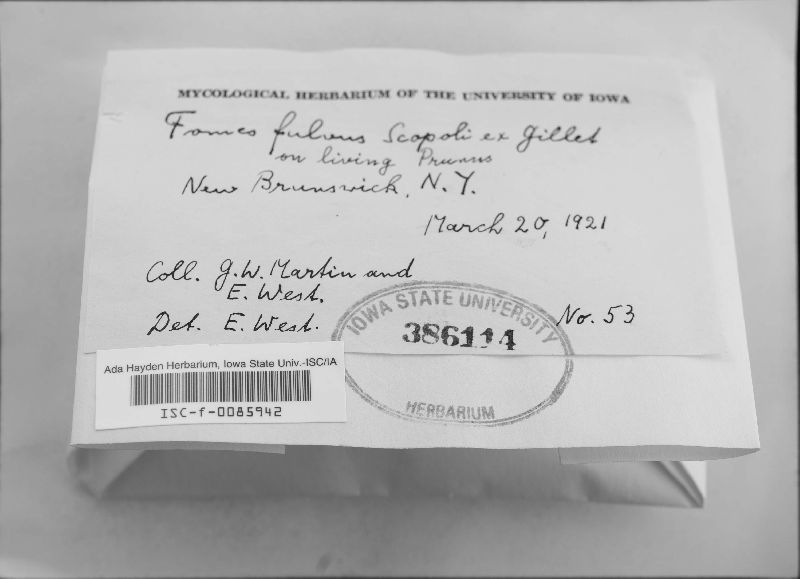 MYCOLOGICAL HERBARIUM OF THE UNIVERSITY OF IOWA
Fomes fulvus Scopoli ex Gillet
on living Prunus
New Brunswick, N.Y.
March 20, 1921
Coll. G.W. Martin and
E. West.
Det. E. West.
No. 53
IOWA STATE UNIVERSITY
386114
HERBARIUM
Ada Hayden Herbarium, Iowa State Univ.-ISC/IA
ISC-f-0085942